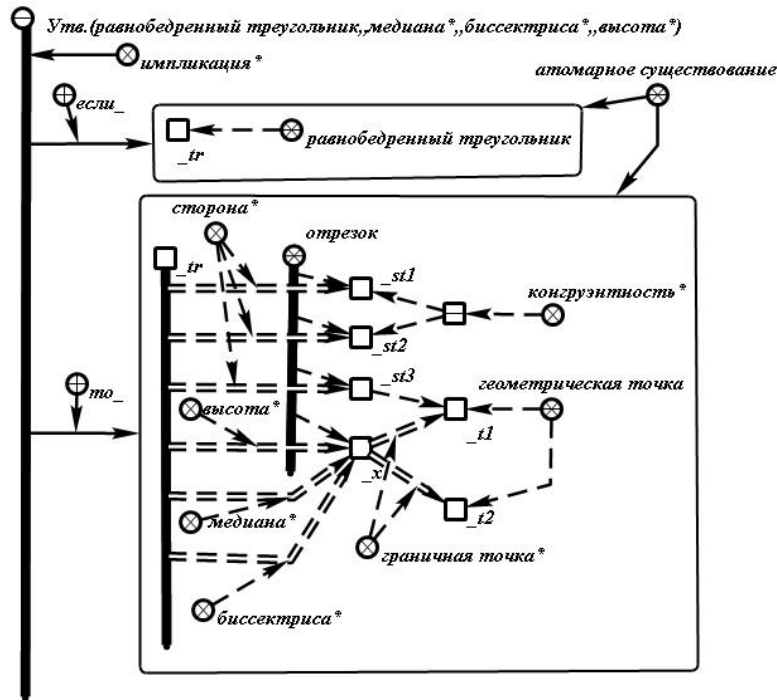 Утв.(равнобедренный треугольник,,медиана*,,биссектриса*,,высота*)
импликация*
атомарное существование
если_
равнобедренный треугольник
_tr
сторона*
отрезок
_tr
_st1
конгруэнтность*
_st2
_st3
геометрическая точка
то_
высота*
_t1
_x
_t2
медиана*
граничная точка*
биссектриса*